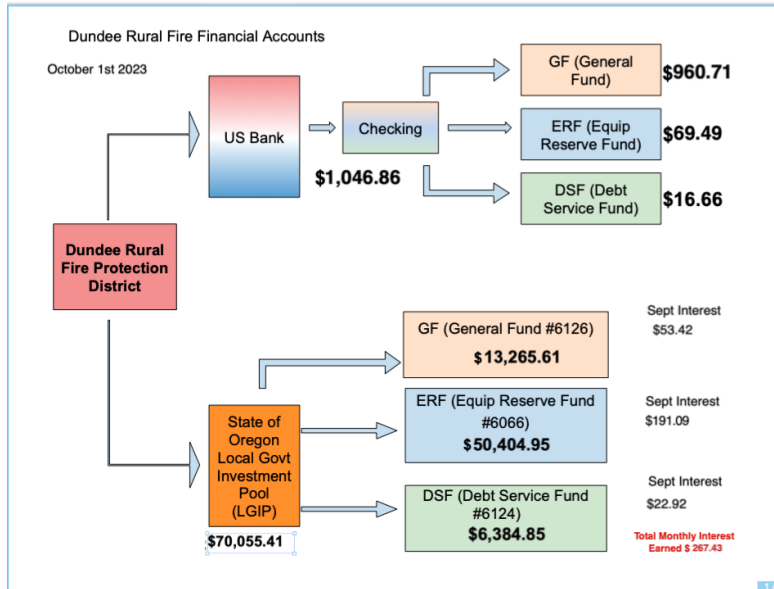 Dundee Rural Fire Financial Accounts
October 1st 2023
US Bank
Checking
$1,046.86
GF (General
Fund)
$960.71
ERF (Equip
Reserve Fund)
$69.49
DSF (Debt
Service Fund)
$16.66
Dundee Rural
Fire Protection
District
State of
Oregon
Local Govt
Investment
Pool
(LGIP)
$70,055.41
GF (General Fund #6126)
$13,265.61
Sept Interest
$53.42
ERF (Equip Reserve Fund
#6066)
$50,404.95
Sept Interest
$191.09
DSF (Debt Service Fund
#6124)
$6,384.85
Sept Interest
$22.92
Total Monthly Interest
Earned $ 267.43